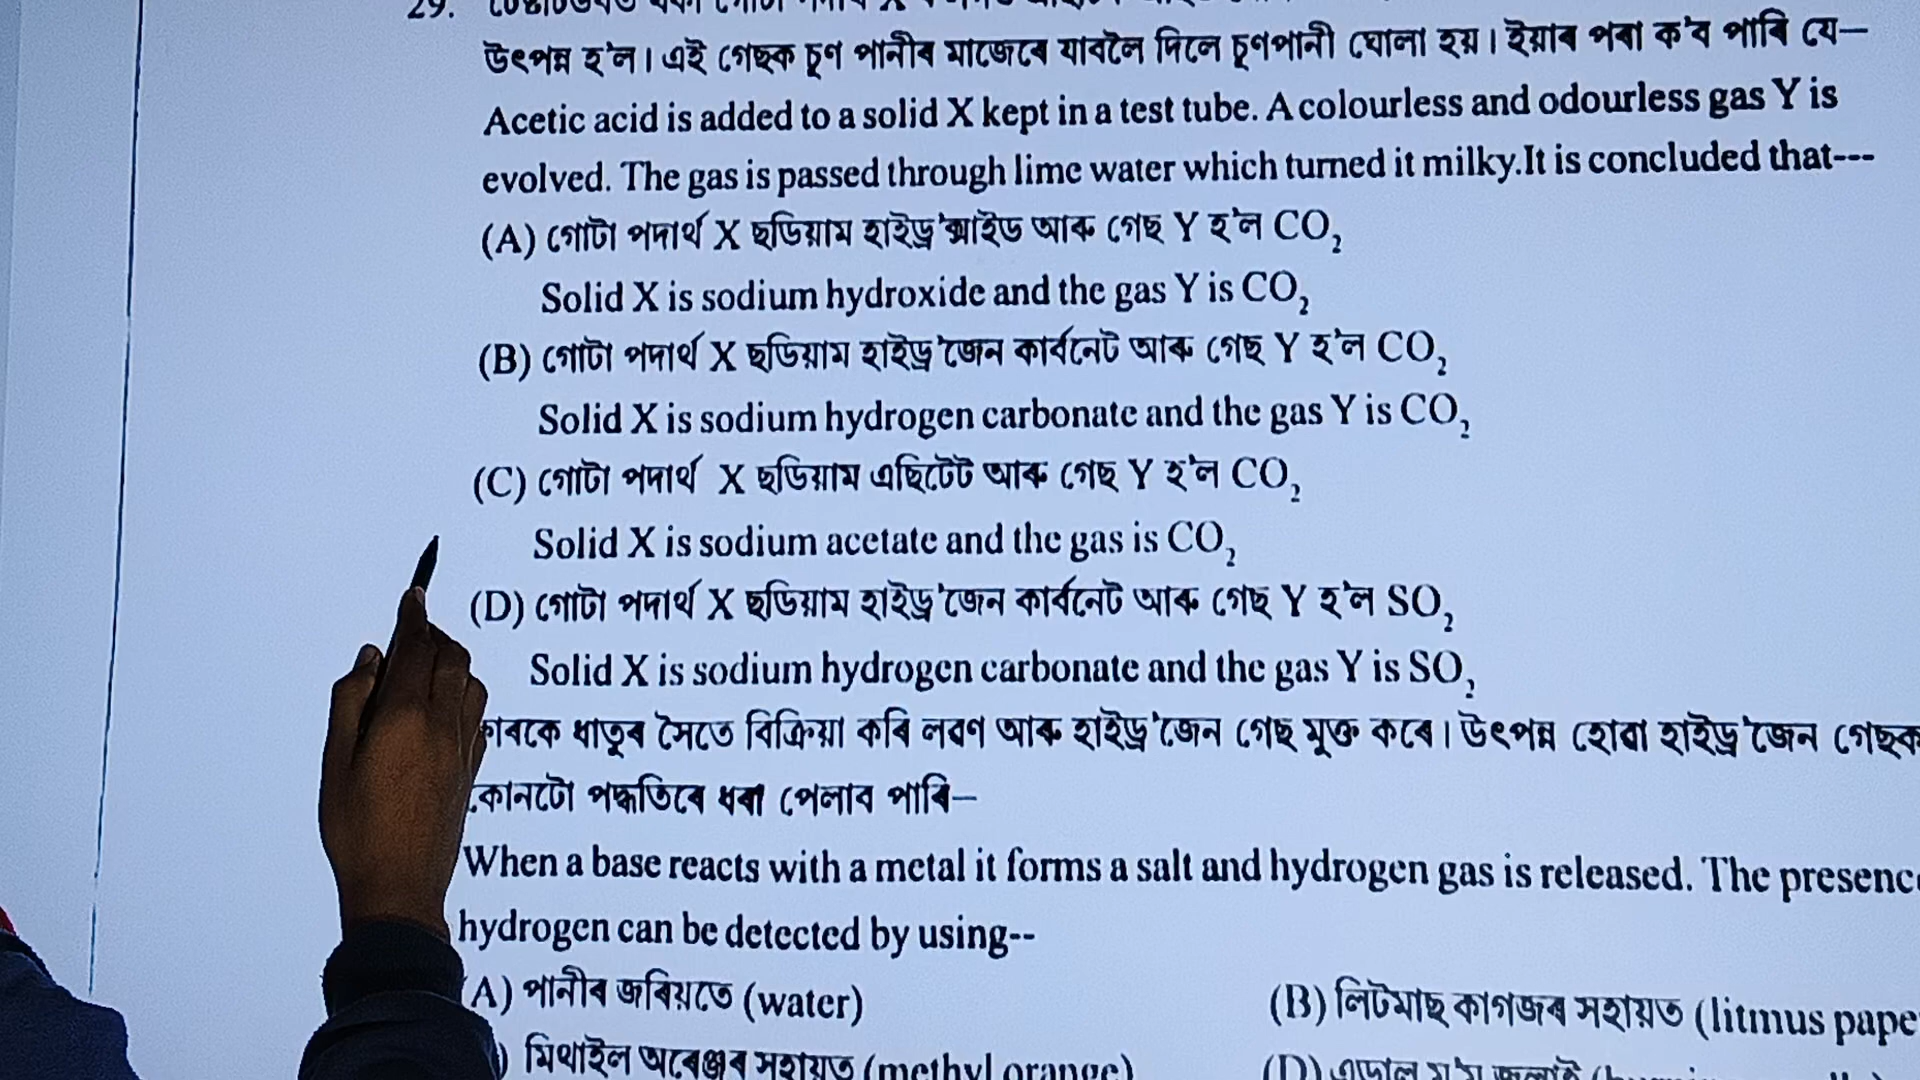 29.
উৎপন্ন হ'ল। এই গেছক চূণ পানীৰ মাজেৰে যাবলৈ দিলে চূণপানী ঘোলা হয়। ইয়াৰ পৰা ক'ব পাৰি যে—
Acetic acid is added to a solid X kept in a test tube. A colourless and odourless gas Y is
evolved. The gas is passed through lime water which turned it milky.It is concluded that---
(A) গোটা পদাৰ্থ X ছডিয়াম হাইড্ৰ'ক্সাইড আৰু গেছ Y হ'ল CO₂
Solid X is sodium hydroxide and the gas Y is CO₂
(B) গোটা পদাৰ্থ X ছডিয়াম হাইড্ৰ'জেন কাৰ্বনেট আৰু গেছ Y হ'ল CO₂
Solid X is sodium hydrogen carbonate and the gas Y is CO₂
(C) গোটা পদাৰ্থ X ছডিয়াম এছিটেট আৰু গেছ Y হ'ল CO₂
Solid X is sodium acetate and the gas is CO₂
(D) গোটা পদাৰ্থ X ছডিয়াম হাইড্ৰ'জেন কাৰ্বনেট আৰু গেছ Y হ'ল SO₂
Solid X is sodium hydrogen carbonate and the gas Y is SO₂
ধাতুৰ সৈতে বিক্ৰিয়া কৰি লৱণ আৰু হাইড্ৰ'জেন গেছ মুক্ত কৰে। উৎপন্ন হোৱা হাইড্ৰ'জেন গেছক
কোনটো পদ্ধতিৰে ধৰা পেলাব পাৰি—
When a base reacts with a metal it forms a salt and hydrogen gas is released. The
hydrogen can be detected by using--
A) পানীৰ জৰিয়তে (water)
(B) লিটমাছ কাগজৰ সহায়ত (litmus
) মিথাইল অৰেঞ্জৰ সহায়ত (methyl orange)
(D)